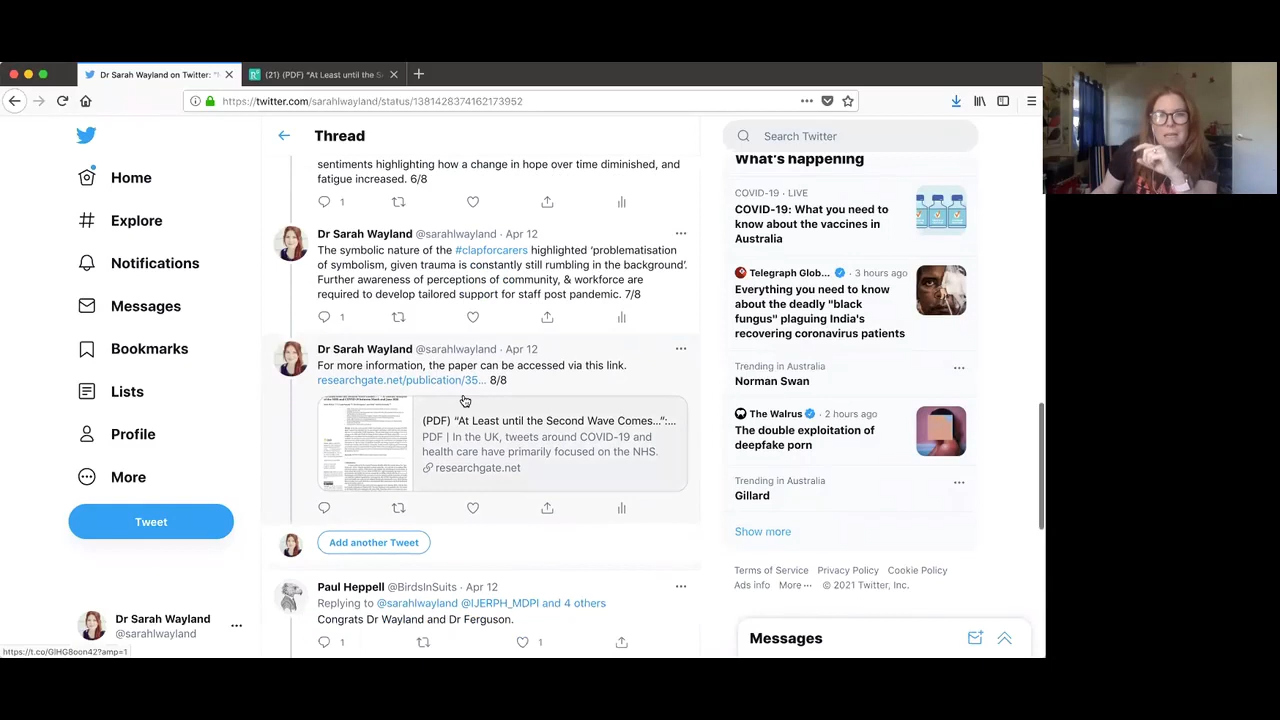 Dr Sarah Wayland on Twitter: "
(21) (PDF) "At Least until the S
https://twitter.com/sarahlwayland/status/1381428374162173952
Home
Explore
Notifications
Messages
Bookmarks
Lists
Profile
More
Tweet
Dr Sarah Wayland
@sarahlwayland
https://t.co/GlHG8oon42?amp=1
Thread
sentiments highlighting how a change in hope over time diminished, and
fatigue increased. 6/8
1
Dr Sarah Wayland @sarahlwayland · Apr 12
The symbolic nature of the #clapforcarers highlighted 'problematisation
of symbolism, given trauma is constantly still rumbling in the background'.
Further awareness of perceptions of community, & workforce are
required to develop tailored support for staff post pandemic. 7/8
1
Dr Sarah Wayland @sarahlwayland · Apr 12
For more information, the paper can be accessed via this link.
researchgate.net/publication/35... 8/8
(PDF) "At Least until the Second Wave Comes...":...
PDF | In the UK, tweetsaround COVID-19 and
health care have primarily focused on the NHS.
researchgate.net
Add another Tweet
Paul Heppell @BirdsInSuits · Apr 12
Replying to @sarahlwayland @IJERPH_MDPI and 4 others
Congrats Dr Wayland and Dr Ferguson.
1
1
Search Twitter
What's happening
COVID-19 · LIVE
COVID-19: What you need to
know about the vaccines in
Australia
Telegraph Glob... · 3 hours ago
Everything you need to know
about the deadly "black
fungus" plaguing India's
recovering coronavirus patients
Trending in Australia
Norman Swan
The Walrus · 2 hours ago
The double exploitation of
deepfake porn
Trending in Australia
Gillard
Show more
Terms of Service Privacy Policy Cookie Policy
Ads info More ··· © 2021 Twitter, Inc.
Messages